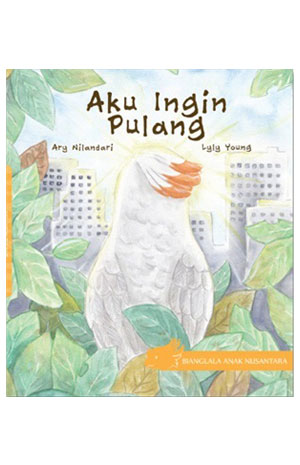 Aku Ingin
Pulang
Ary Nilandari
Lyly Young
BIANGLALA ANAK NUSANTARA